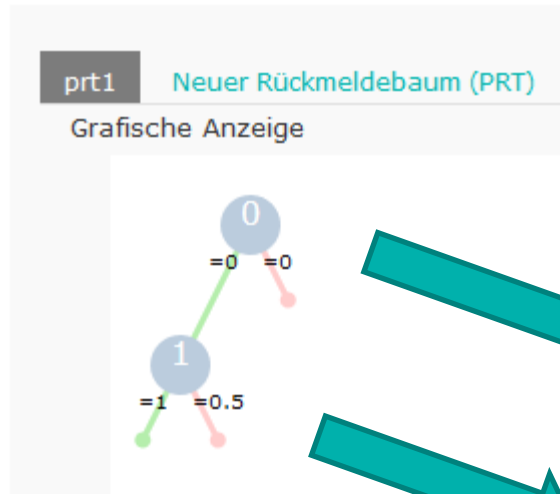 prt1 Neuer Rückmeldebaum (PRT)
Grafische Anzeige
0
=0 =0
1
=1 =0.5